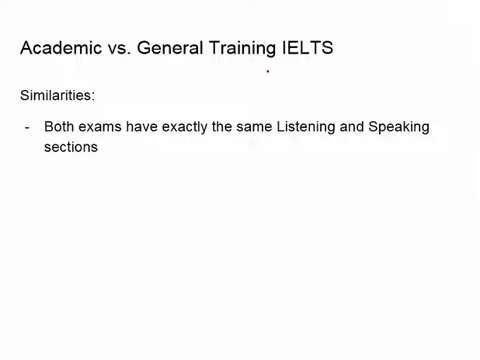 Academic vs. General Training IELTS
Similarities:
- Both exams have exactly the same Listening and Speaking
sections